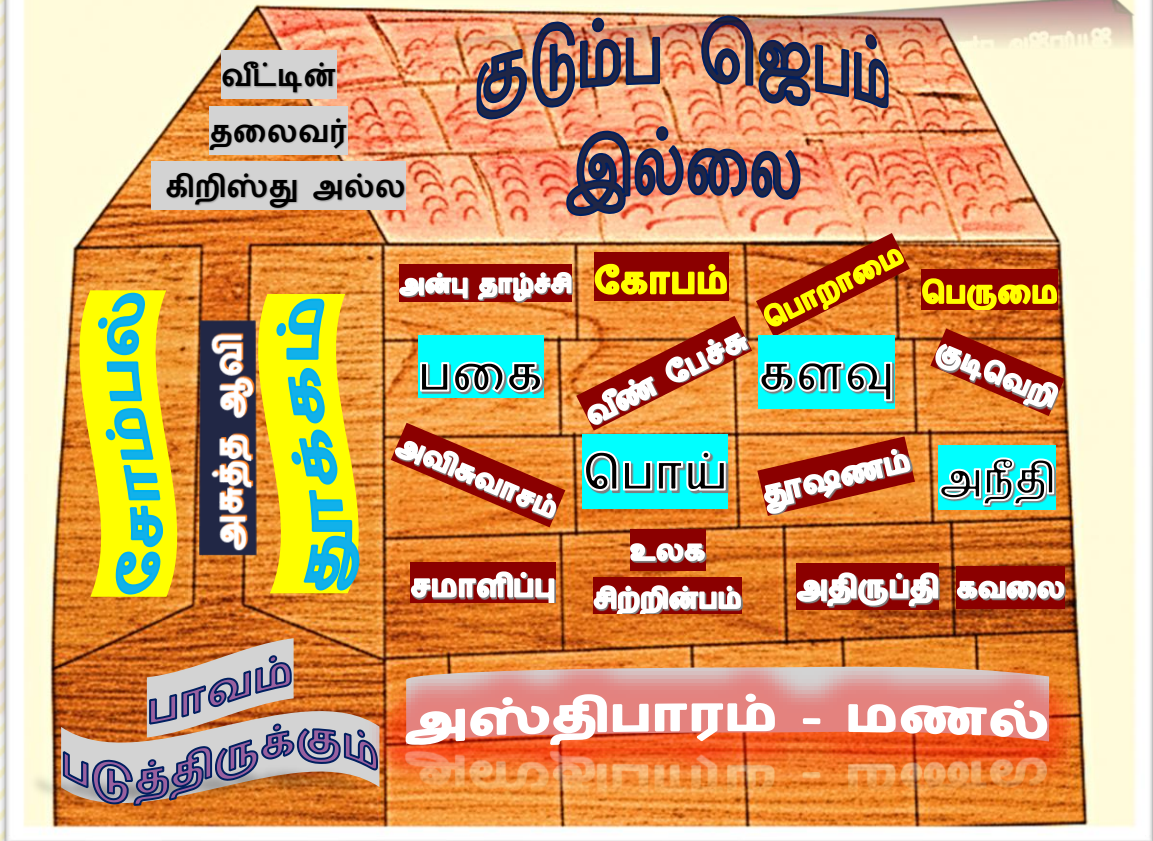 குடும்ப ஜெபம்
இல்லை
வீட்டின்
தலைவர்
கிறிஸ்து அல்ல
சோம்பல்
அசுத்த ஆவி
தூக்கம்
அன்பு தாழ்ச்சி
கோபம்
பொறாமை
பெருமை
பகை
வீண் பேச்சு
களவு
குடிவெறி
அவிசுவாசம்
பொய்
தூஷணம்
அநீதி
சமாளிப்பு
உலக
சிற்றின்பம்
அதிருப்தி
கவலை
பாவம்
படுத்திருக்கும்
அஸ்திபாரம் - மணல்